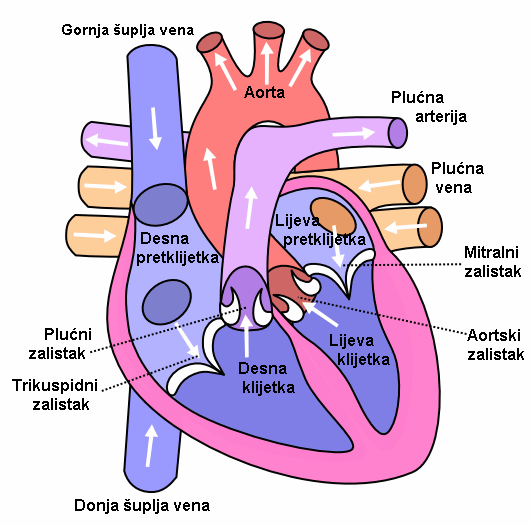 Gornja šuplja vena
Aorta
Plućna
arterija
Plućna
vena
Desna
pretklijetka
Lijeva
pretklijetka
Mitralni
zalistak
Plućni
zalistak
Aortski
zalistak
Lijeva
klijetka
Desna
klijetka
Trikuspidni
zalistak
Donja šuplja vena